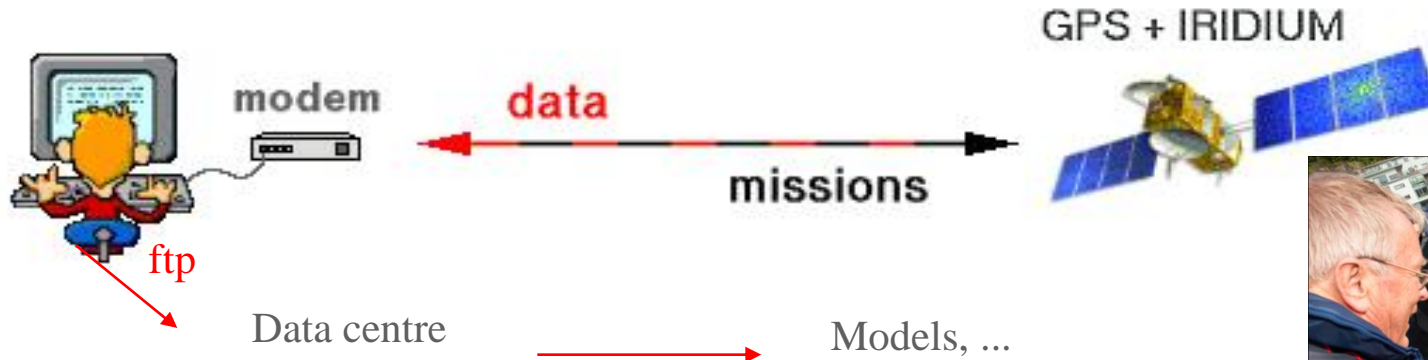 GPS + IRIDIUM
modem
data
missions
ftp
Data centre
Models, ...